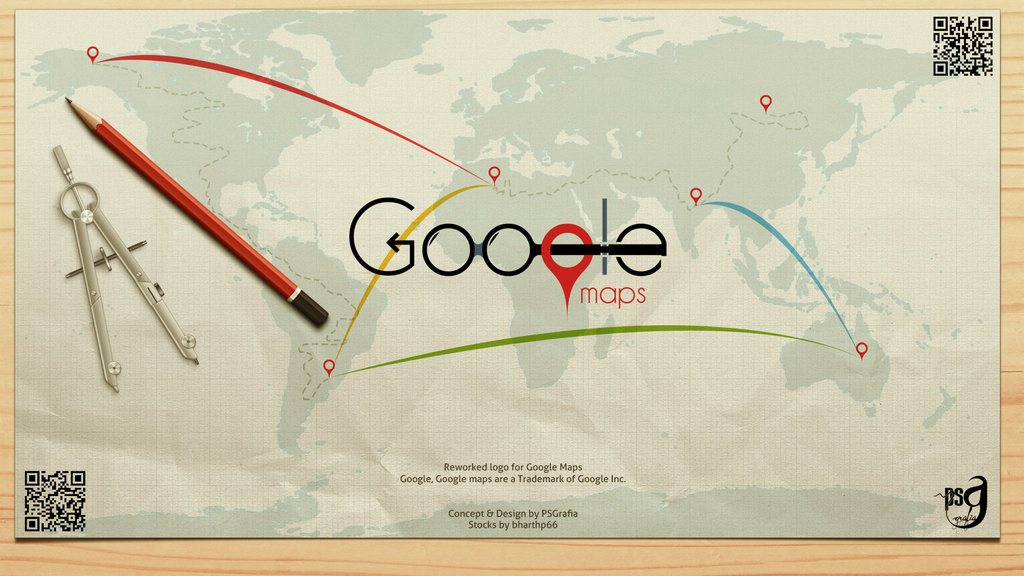 Google
maps
Reworked logo for Google Maps
Google, Google maps are a Trademark of Google Inc.
Concept & Design by PSGrafia
Stocks by bharthp66
psg
grafia